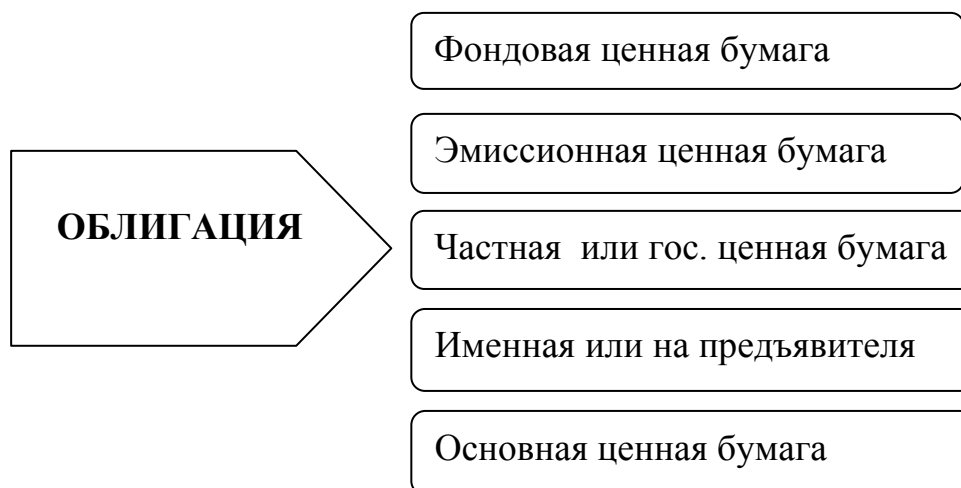 Фондовая ценная бумага
Эмиссионная ценная бумага
ОБЛИГАЦИЯ
Частная или гос. ценная бумага
Именная или на предъявителя
Основная ценная бумага